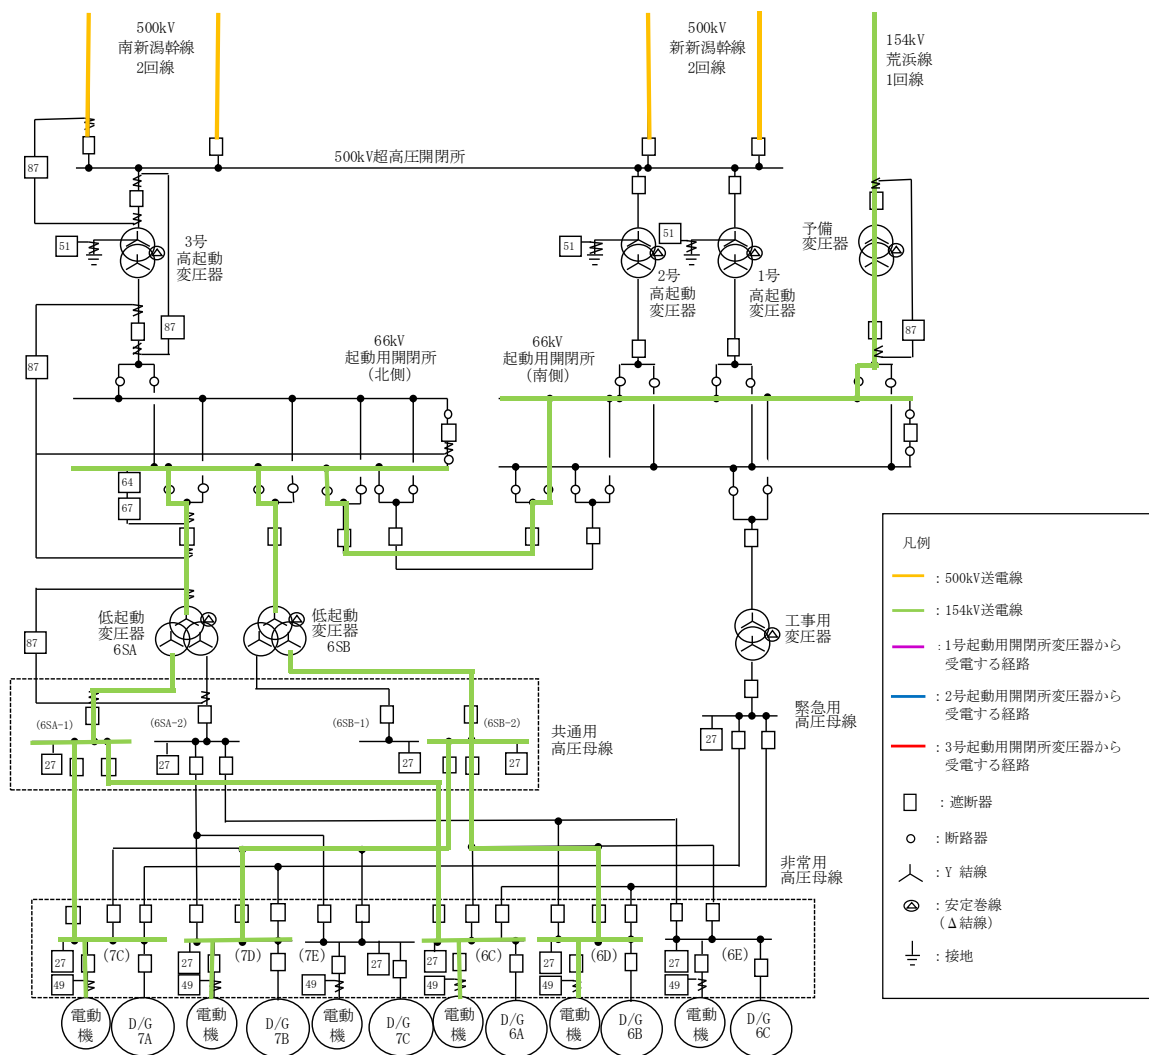 500kV
南新潟幹線
2回線
500kV
新新潟幹線
2回線
154kV
荒浜線
1回線
87
500kV超高圧開閉所
51
3号
高起動
変圧器
87
51
2号
高起動
変圧器
51
1号
高起動
変圧器
予備
変圧器
87
87
66kV
起動用開閉所
(北側)
66kV
起動用開閉所
(南側)
64
67
87
低起動
変圧器
6SA
低起動
変圧器
6SB
工事用
変圧器
(6SA-1)
(6SA-2)
(6SB-1)
(6SB-2)
27
27
27
27
共通用
高圧母線
緊急用
高圧母線
27
非常用
高圧母線
27
(7C)
27
(7D)
(7E)
27
27
(6C)
27
(6D)
27
(6E)
49
49
49
49
49
49
電動
機
D/G
7A
電動
機
D/G
7B
電動
機
D/G
7C
電動
機
D/G
6A
電動
機
D/G
6B
電動
機
D/G
6C
凡例
：500kV送電線
：154kV送電線
：1号起動用開閉所変圧器から
受電する経路
：2号起動用開閉所変圧器から
受電する経路
：3号起動用開閉所変圧器から
受電する経路
：遮断器
：断路器
：Y 結線
：安定巻線
(Δ結線)
：接地